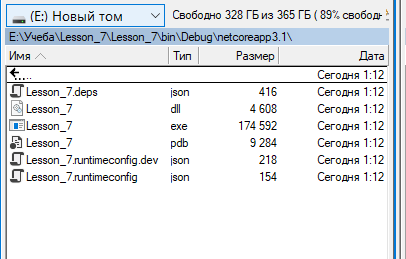 (E:) Новый том Свободно 328 ГБ из 365 ГБ ( 89% свободн
E:\Учеба\Lesson_7\Lesson_7\bin\Debug\netcoreapp3.1\
Имя Тип Размер Дата
.. Сегодня 1:12
Lesson_7.deps json 416 Сегодня 1:12
Lesson_7 dll 4 608 Сегодня 1:12
Lesson_7 exe 174 592 Сегодня 1:12
Lesson_7 pdb 9 284 Сегодня 1:12
Lesson_7.runtimeconfig.dev json 218 Сегодня 1:12
Lesson_7.runtimeconfig json 154 Сегодня 1:12